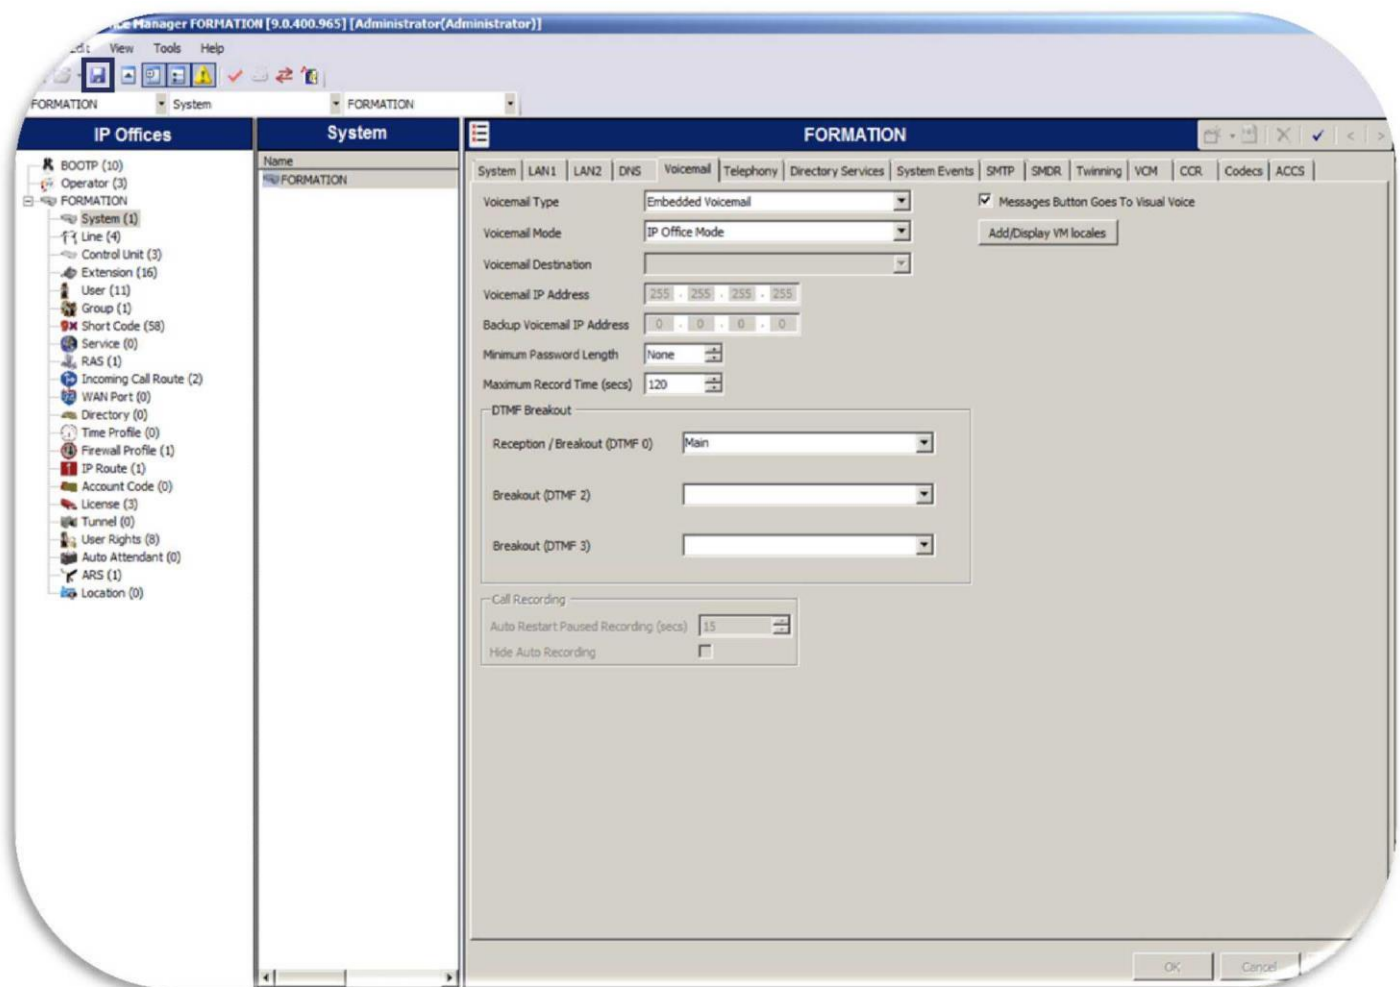 Manager FORMATION [9.0.400.965] [Administrator(Administrator)]
View Tools Help
FORMATION System FORMATION
IP Offices
BOOTP (10)
Operator (3)
FORMATION
System (1)
Line (4)
Control Unit (3)
Extension (16)
User (11)
Group (1)
Short Code (58)
Service (0)
RAS (1)
Incoming Call Route (2)
WAN Port (0)
Directory (0)
Time Profile (0)
Firewall Profile (1)
IP Route (1)
Account Code (0)
License (3)
Tunnel (0)
User Rights (8)
Auto Attendant (0)
ARS (1)
Location (0)
System
Name
FORMATION
FORMATION
System LAN1 LAN2 DNS Voicemail Telephony Directory Services System Events SMTP SMDR Twinning VCM CCR Codecs ACCS
Voicemail Type Embedded Voicemail Messages Button Goes To Visual Voice
Voicemail Mode IP Office Mode Add/Display VM locales
Voicemail Destination
Voicemail IP Address 255 . 255 . 255 . 255
Backup Voicemail IP Address 0 . 0 . 0 . 0
Minimum Password Length None
Maximum Record Time (secs) 120
DTMF Breakout
Reception / Breakout (DTMF 0) Main
Breakout (DTMF 2)
Breakout (DTMF 3)
Call Recording
Auto Restart Paused Recording (secs) 15
Hide Auto Recording
OK Cancel